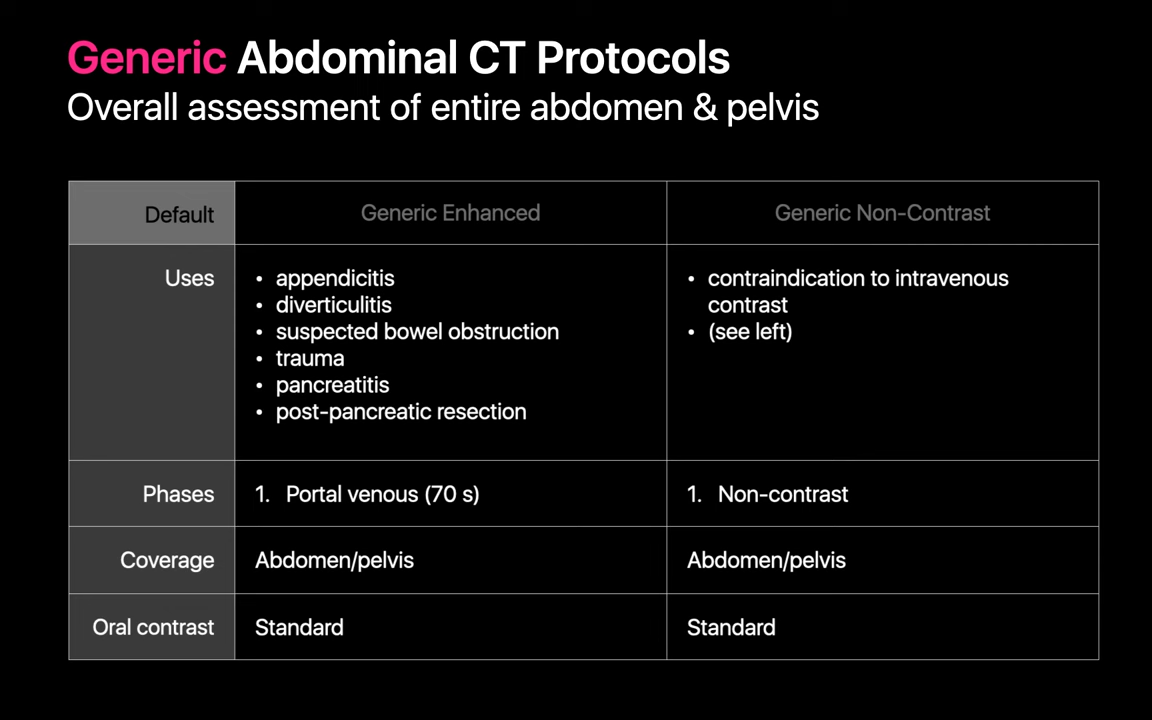 Generic Abdominal CT Protocols
Overall assessment of entire abdomen & pelvis
Default
Generic Enhanced
Generic Non-Contrast
Uses
• appendicitis
• diverticulitis
• suspected bowel obstruction
• trauma
• pancreatitis
• post-pancreatic resection
• contraindication to intravenous
contrast
• (see left)
Phases
1. Portal venous (70 s)
1. Non-contrast
Coverage
Abdomen/pelvis
Abdomen/pelvis
Oral contrast
Standard
Standard